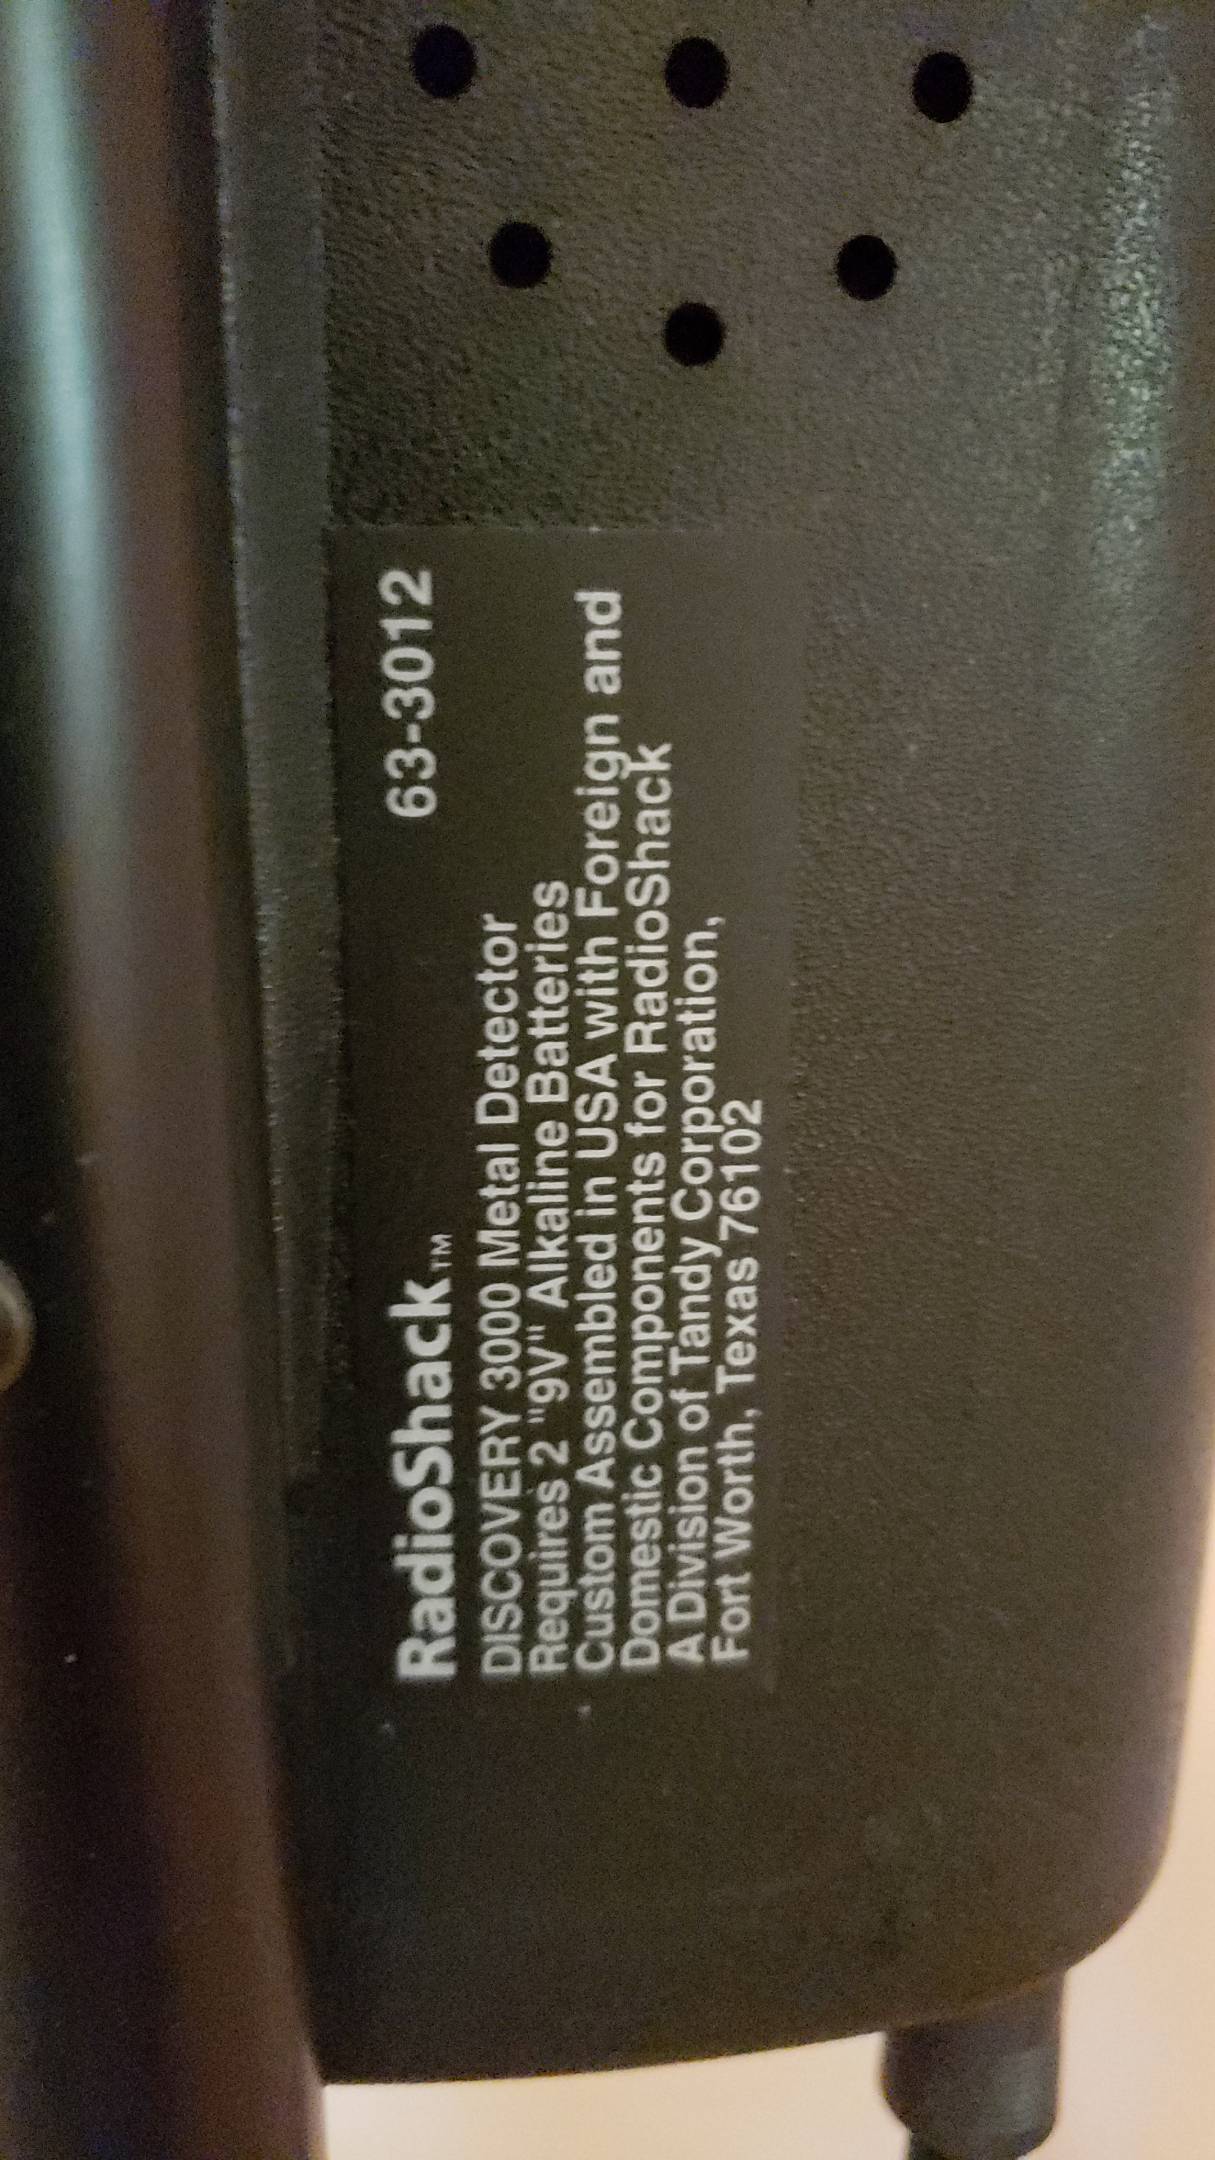 RadioShack™ 63-3012
DISCOVERY 3000 Metal Detector
Requires 2 "9V" Alkaline Batteries
Custom Assembled in USA with Foreign and
Domestic Components for RadioShack
A Division of Tandy Corporation,
Fort Worth, Texas 76102